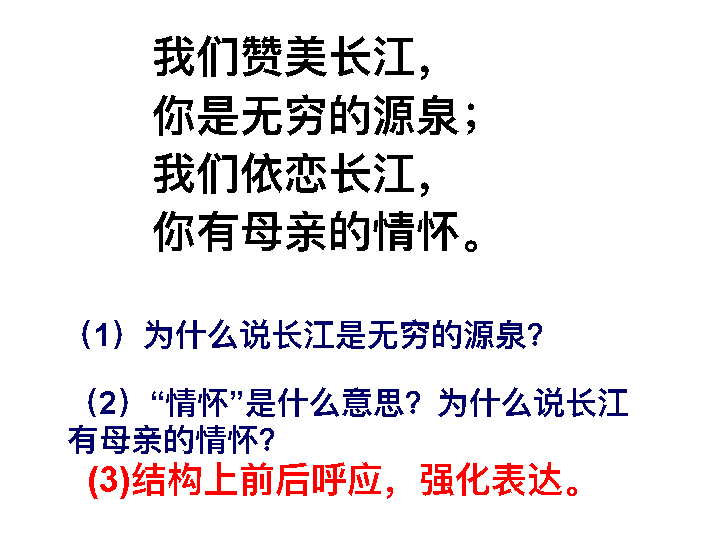 我们赞美长江，
你是无穷的源泉；
我们依恋长江，
你有母亲的情怀。
（1）为什么说长江是无穷的源泉？
（2）“情怀”是什么意思？为什么说长江
有母亲的情怀？
(3)结构上前后呼应，强化表达。